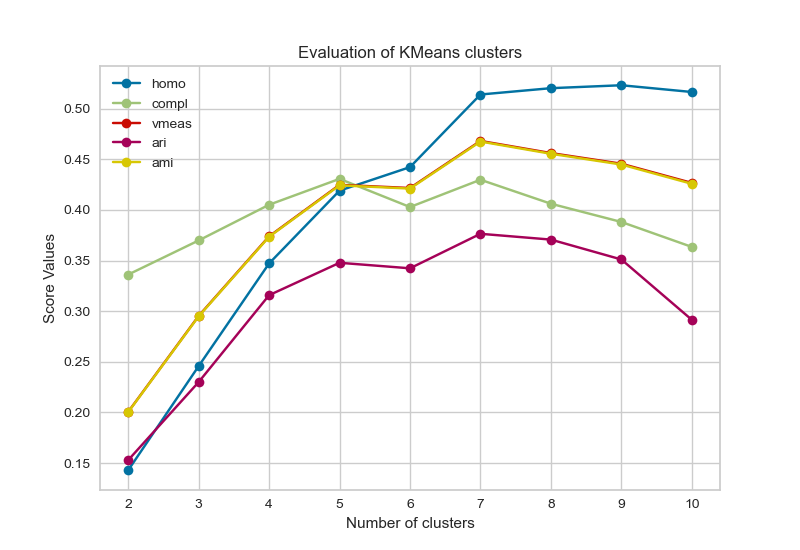 Evaluation of KMeans clusters
homo
compl
vmeas
ari
ami
0.50
0.45
0.40
0.35
0.30
0.25
0.20
0.15
Score Values
2 3 4 5 6 7 8 9 10
Number of clusters